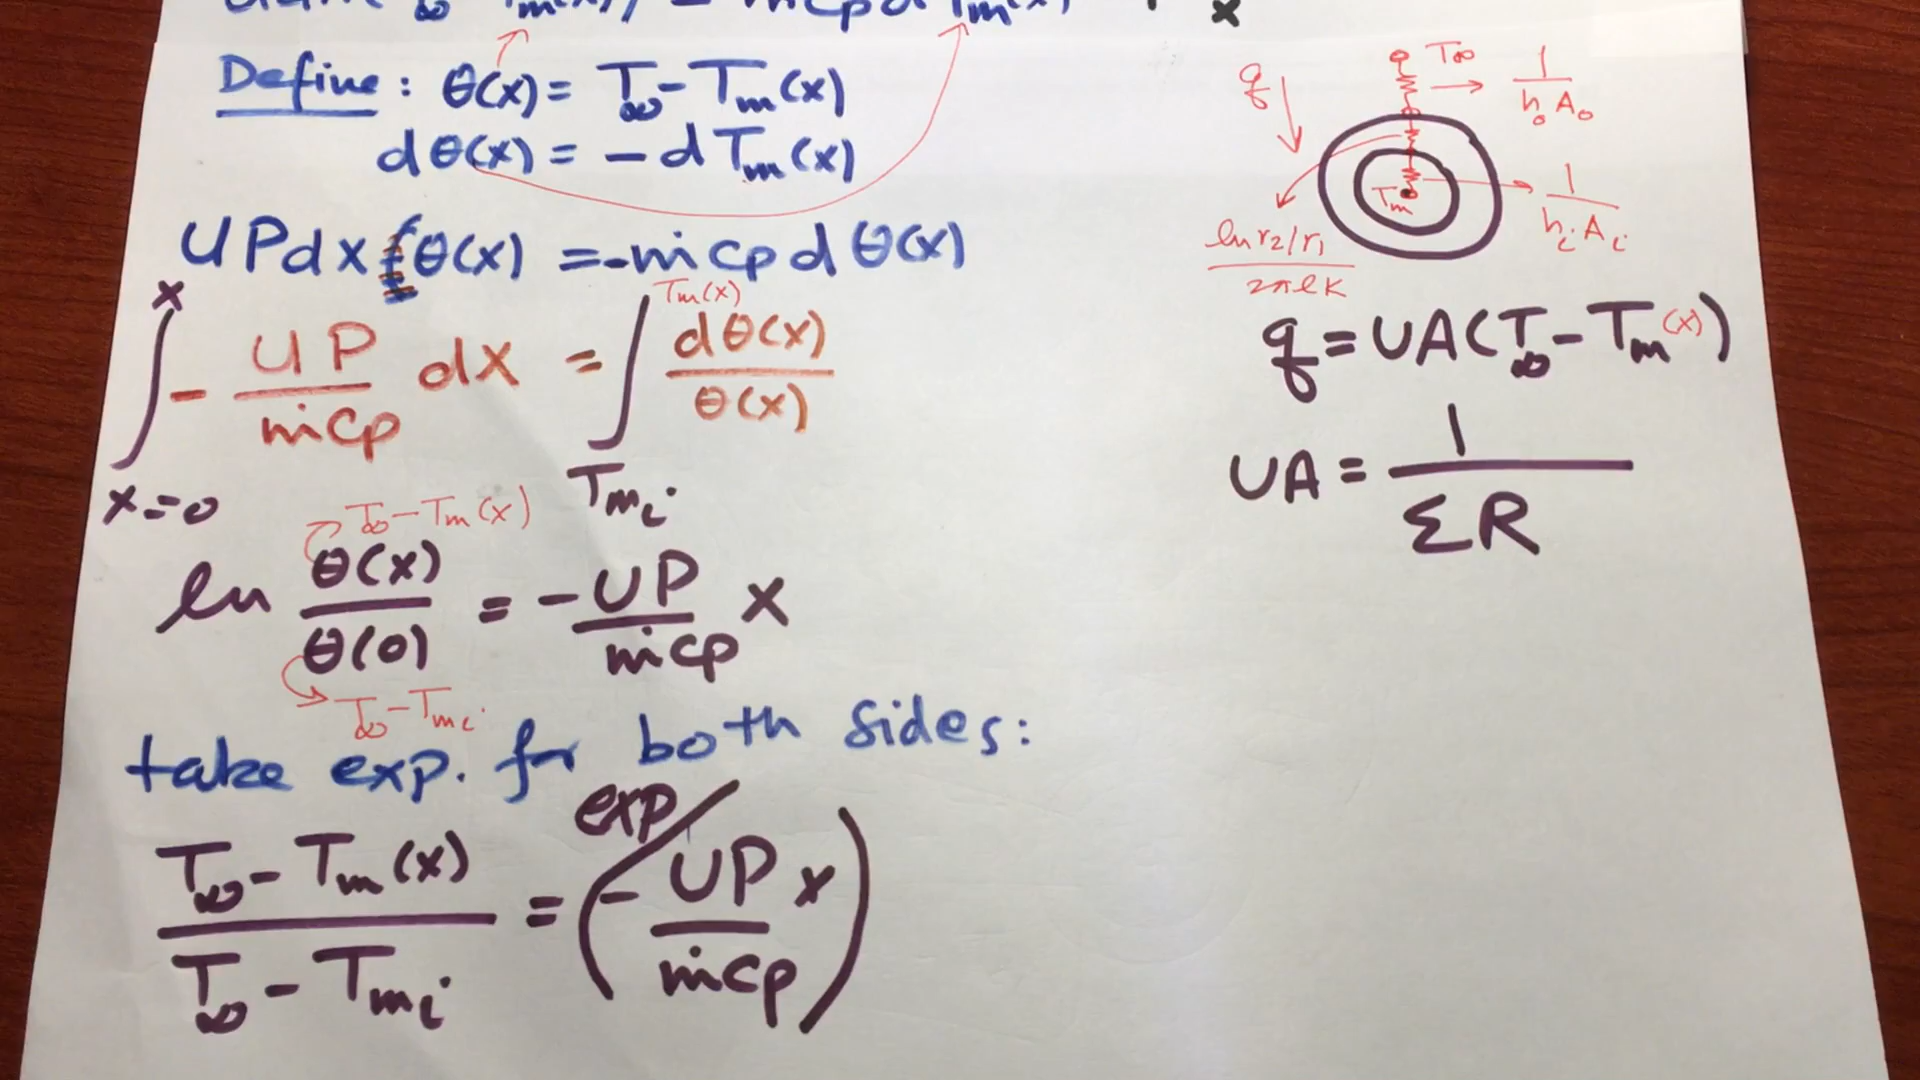 Define: θ(x) = T∞ - Tm(x)
dθ(x) = - dTm(x)
UPdx θ(x) = -ṁcp dθ(x)
∫ x=0 x - UP/ṁcp dx = ∫ Tmi Tm(x) dθ(x)/θ(x)
T∞ - Tm(x)
ln θ(x)/θ(0) = - UP/ṁcp x
T∞ - Tmi
take exp. for both sides:
T∞ - Tm(x) / T∞ - Tmi = exp(- UP/ṁcp x)
x
q
T∞
1/hoAo
Tm
1/hiAi
ln r2/r1 / 2πlK
q = UA(T∞ - Tm(x))
UA = 1/ΣR